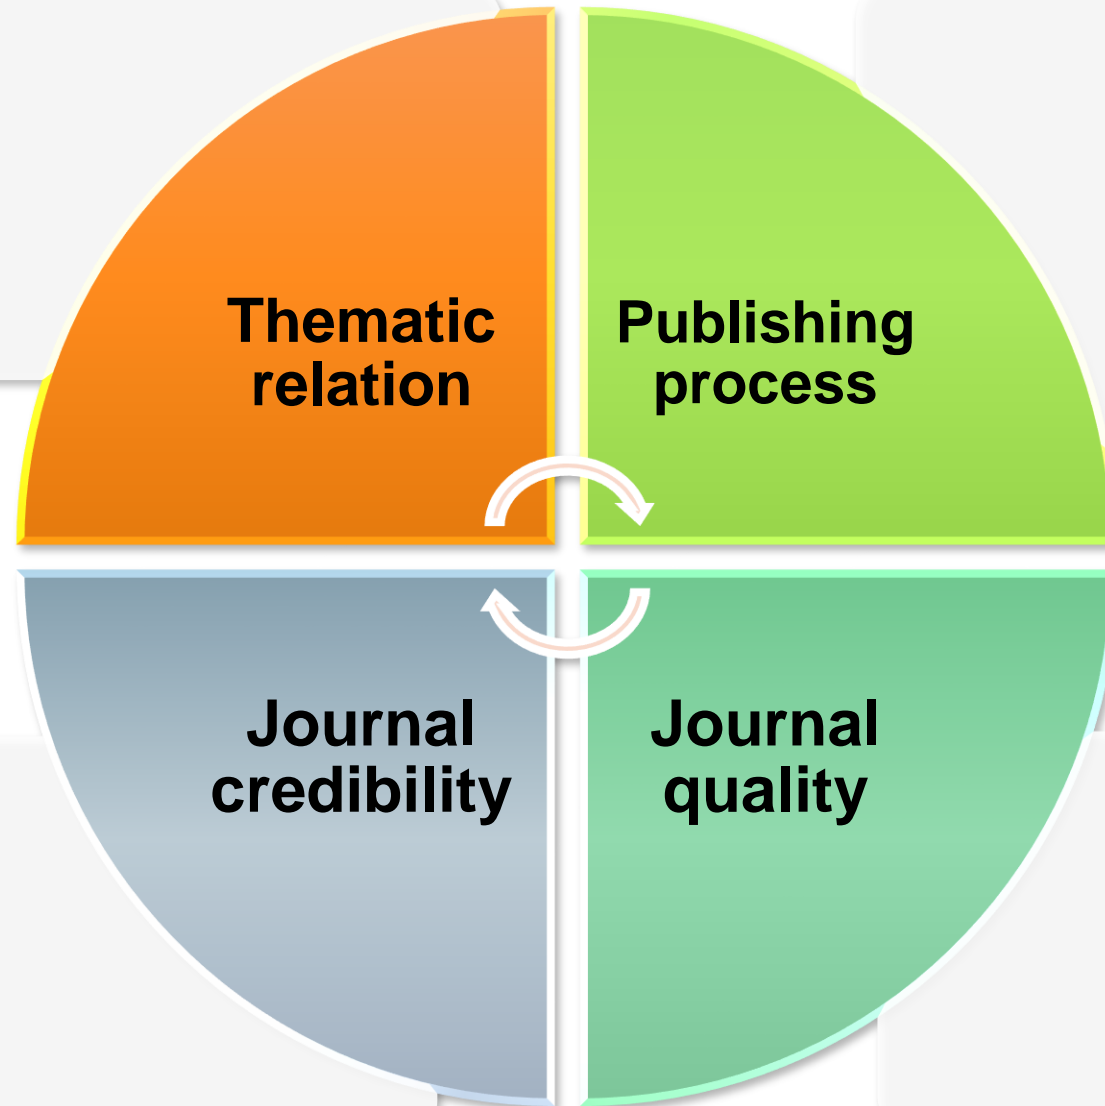 Thematic
relation
Publishing
process
Journal
credibility
Journal
quality